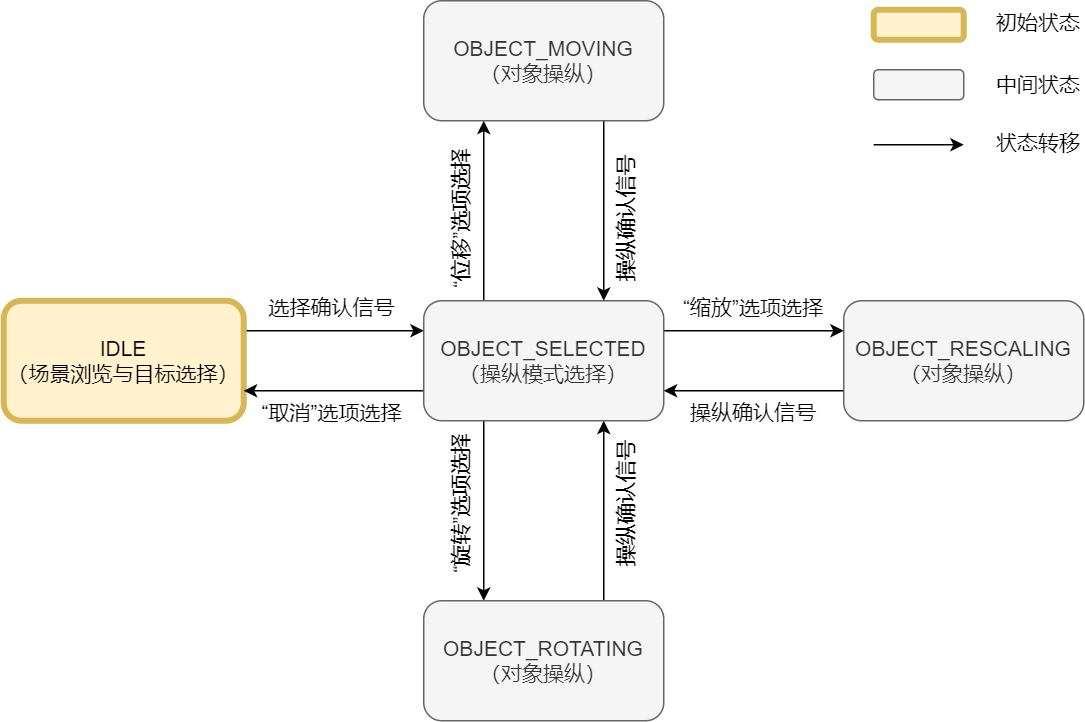 OBJECT_MOVING
（对象操纵）
初始状态
中间状态
状态转移
“位移”选项选择
操纵确认信号
IDLE
（场景浏览与目标选择）
选择确认信号
“取消”选项选择
OBJECT_SELECTED
（操纵模式选择）
“缩放”选项选择
操纵确认信号
OBJECT_RESCALING
（对象操纵）
“旋转”选项选择
操纵确认信号
OBJECT_ROTATING
（对象操纵）